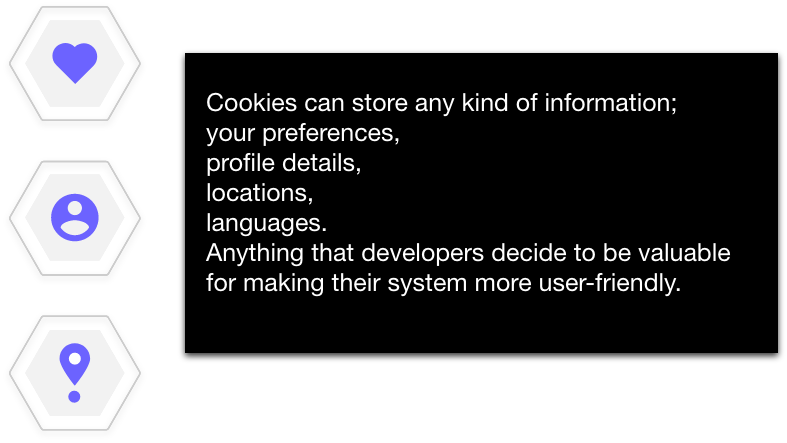 Cookies can store any kind of information;
your preferences,
profile details,
locations,
languages.
Anything that developers decide to be valuable
for making their system more user-friendly.